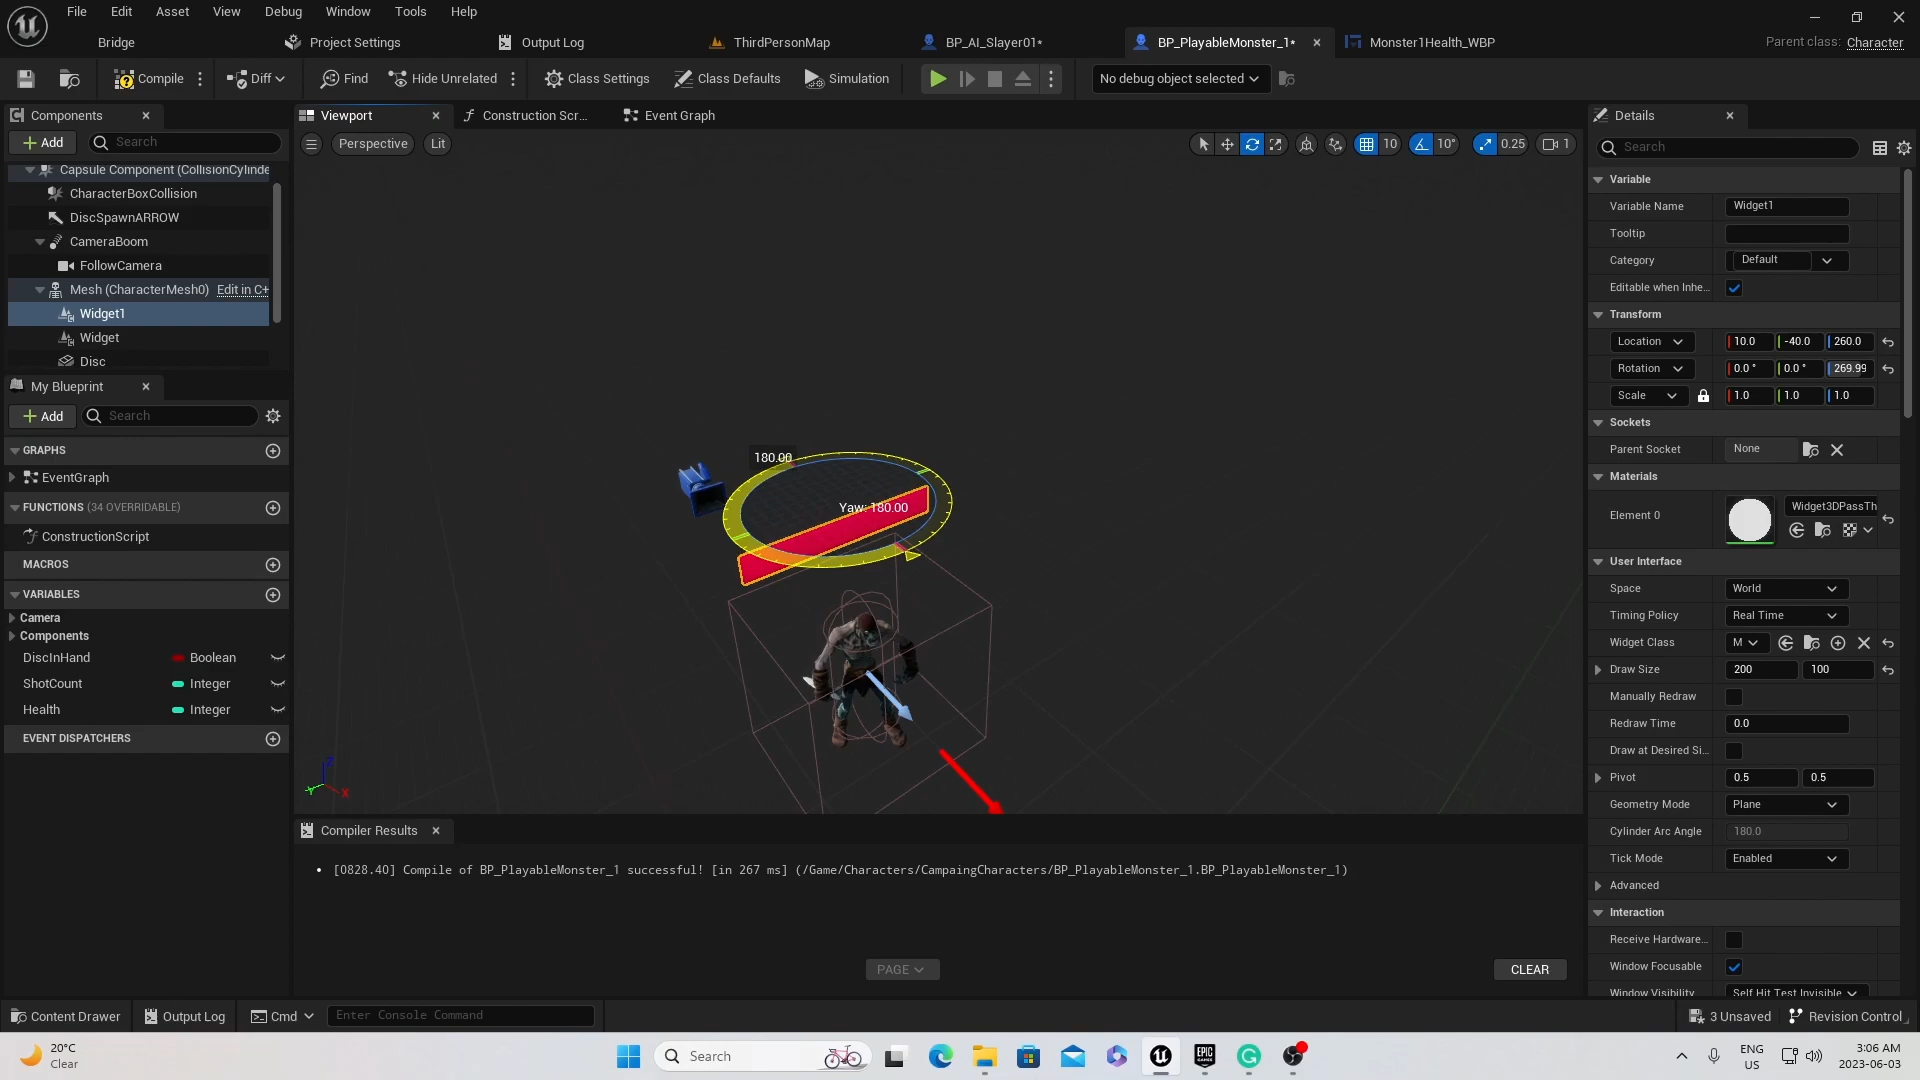 File Edit Asset View Debug Window Tools Help
Bridge Project Settings Output Log ThirdPersonMap BP_AI_Slayer01* BP_PlayableMonster_1* Monster1Health_WBP Parent class: Character
Compile Diff Find Hide Unrelated Class Settings Class Defaults Simulation No debug object selected
Components
Add Search
Capsule Component (CollisionCylinde
CharacterBoxCollision
DiscSpawnARROW
CameraBoom
FollowCamera
Mesh (CharacterMesh0) Edit in C+
Widget1
Widget
Disc
My Blueprint
Add Search
GRAPHS
EventGraph
FUNCTIONS (34 OVERRIDABLE)
ConstructionScript
MACROS
VARIABLES
Camera
Components
DiscInHand Boolean
ShotCount Integer
Health Integer
EVENT DISPATCHERS
Viewport Construction Scr... Event Graph
Perspective Lit 10 10° 0.25 1
180.00
Yaw: 180.00
Z
Y X
Compiler Results
[0828.40] Compile of BP_PlayableMonster_1 successful! [in 267 ms] (/Game/Characters/CampaingCharacters/BP_PlayableMonster_1.BP_PlayableMonster_1)
PAGE CLEAR
Details
Search
Variable
Variable Name Widget1
Tooltip
Category Default
Editable when Inhe...
Transform
Location 10.0 -40.0 260.0
Rotation 0.0 ° 0.0 ° 269.99
Scale 1.0 1.0 1.0
Sockets
Parent Socket None
Materials
Element 0 Widget3DPassTh
User Interface
Space World
Timing Policy Real Time
Widget Class M
Draw Size 200 100
Manually Redraw
Redraw Time 0.0
Draw at Desired Si...
Pivot 0.5 0.5
Geometry Mode Plane
Cylinder Arc Angle 180.0
Tick Mode Enabled
Advanced
Interaction
Receive Hardware...
Window Focusable
Window Visibility Self Hit Test Invisible
Content Drawer Output Log Cmd Enter Console Command 3 Unsaved Revision Control
20°C
Clear
Search
EPIC GAMES
ENG
US
3:06 AM
2023-06-03